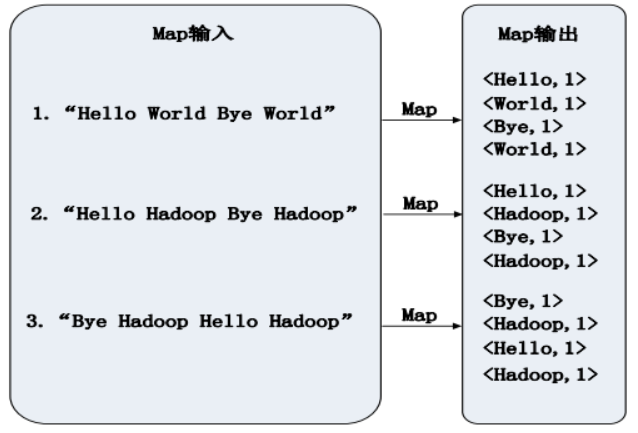 Map输入
Map输出
1. “Hello World Bye World”
Map
<Hello,1>
<World,1>
<Bye,1>
<World,1>
2. “Hello Hadoop Bye Hadoop”
Map
<Hello,1>
<Hadoop,1>
<Bye,1>
<Hadoop,1>
3. “Bye Hadoop Hello Hadoop”
Map
<Bye,1>
<Hadoop,1>
<Hello,1>
<Hadoop,1>